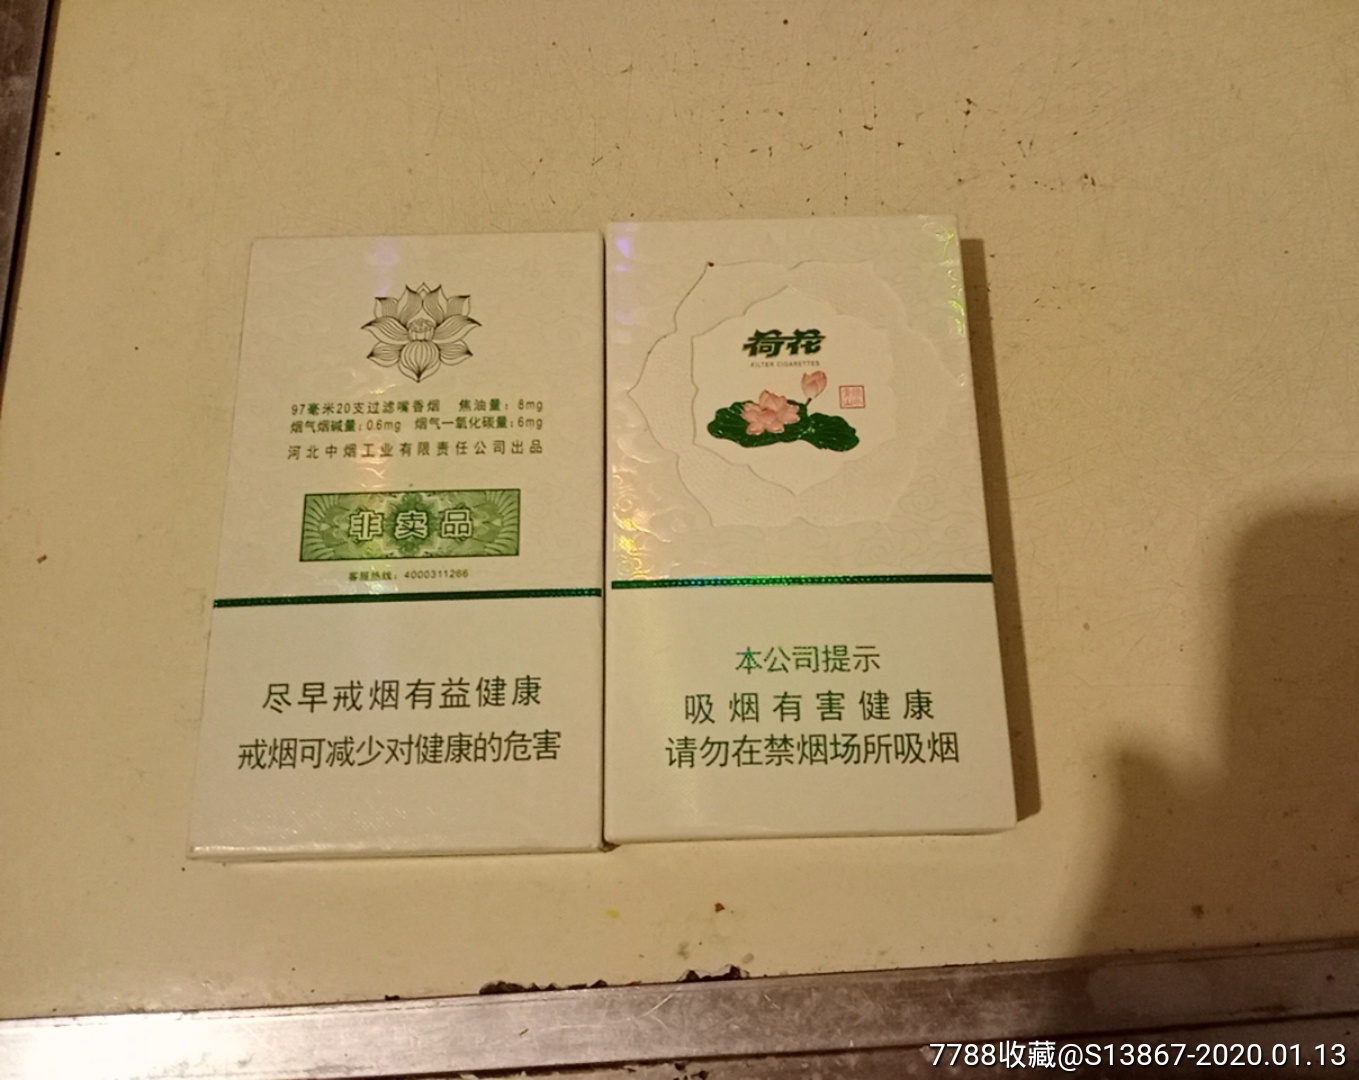 97毫米20支过滤嘴香烟 焦油量：8mg
烟气烟碱量：0.6mg 烟气一氧化碳量：6mg
河北中烟工业有限责任公司出品
非卖品
客服热线：4000311266
尽早戒烟有益健康
戒烟可减少对健康的危害
荷花
FILTER CIGARETTES
本公司提示
吸烟有害健康
请勿在禁烟场所吸烟
7788收藏@S13867-2020.01.13